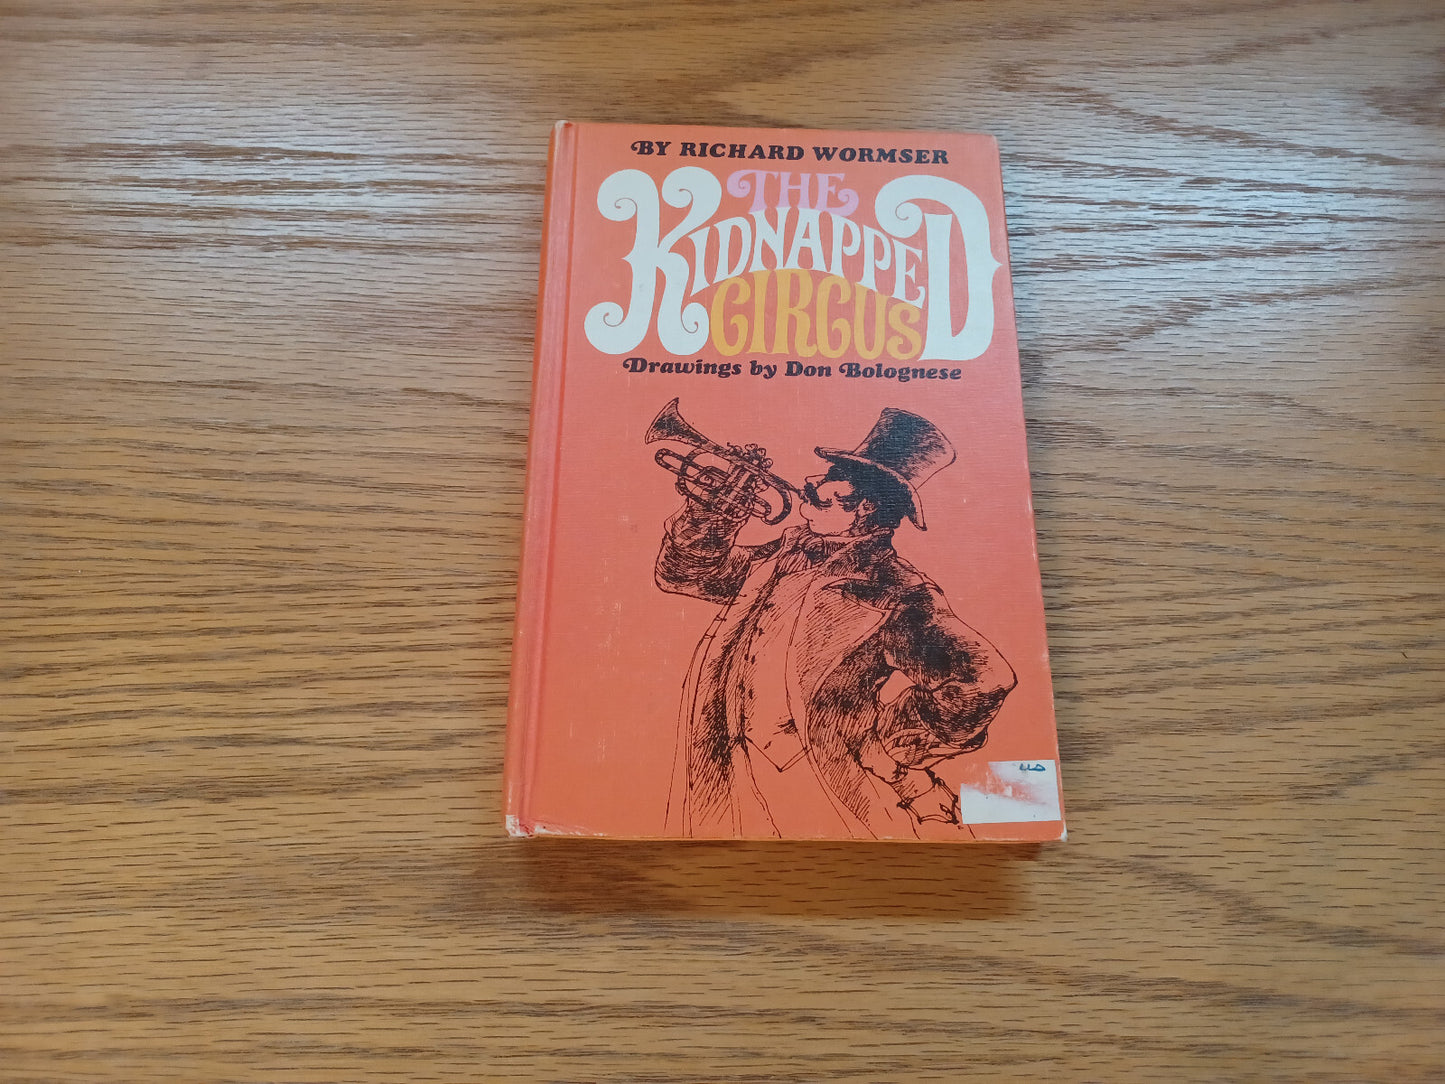 BY RICHARD WORMSER
THE
KIDNAPPED
CIRCUS
Drawings by Don Bolognese